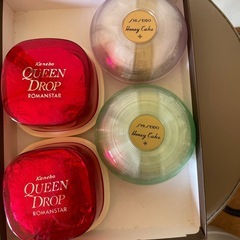 Kanebo
QUEEN
DROP
ROMANSTAR
SHISEIDO
Honey Cake
SHISEIDO
Honey Cake
Kanebo
QUEEN
DROP
ROMANSTAR